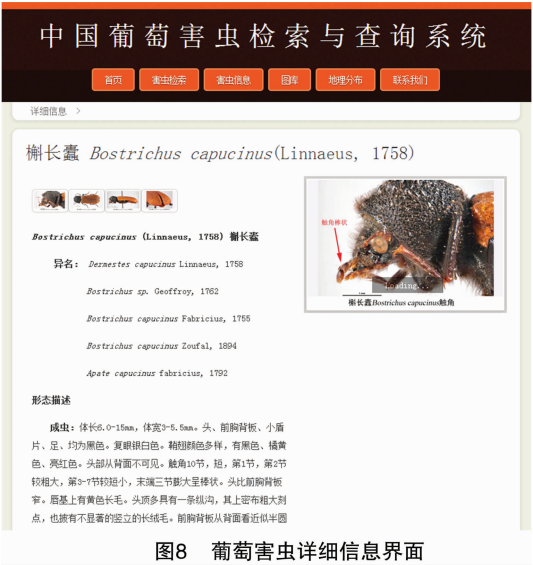 中国葡萄害虫检索与查询系统
首页 害虫检索 害虫信息 图库 地理分布 联系我们
详细信息 >
槲长蠹 Bostrichus capucinus(Linnaeus, 1758)
触角棒状
Loading...
槲长蠹Bostrichus capucinus触角
Bostrichus capucinus (Linnaeus, 1758) 槲长蠹
异名： Dermestes capucinus Linnaeus, 1758
Bostrichus sp. Geoffroy, 1762
Bostrichus capucinus Fabricius, 1755
Bostrichus capucinus Zoufal, 1894
Apate capucinus fabricius, 1792
形态描述
成虫：体长6.0-15mm，体宽3-5.5mm。头、前胸背板、小盾
片、足、均为黑色。复眼银白色。鞘翅颜色多样，有黑色、橘黄
色、亮红色。头部从背面不可见。触角10节，短，第1节，第2节
较粗大，第3-7节较短小，末端三节膨大呈棒状。头比前胸背板
窄。唇基上有黄色长毛。头顶多具有一条纵沟，其上密布粗大刻
点，也披有不显著的竖立的长绒毛。前胸背板从背面看近似半圆
图8 葡萄害虫详细信息界面